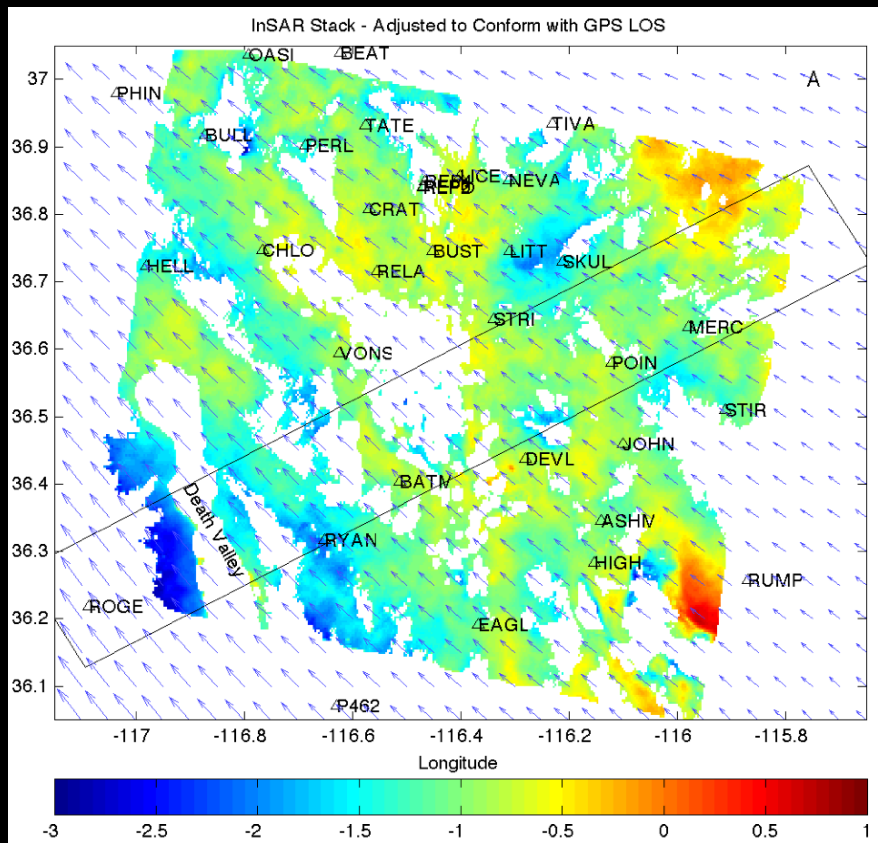 InSAR Stack - Adjusted to Conform with GPS LOS
37
36.9
36.8
36.7
36.6
36.5
36.4
36.3
36.2
36.1
OASI
BEAT
A
PHIN
BULL
TATE
TIVA
PERL
NEVA
CRAT
CHLO
BUST
LITT
SKUL
HELL
RELA
STRI
MERC
VONS
POIN
STIR
JOHN
DEVL
BATM
Death Valley
ASHM
RYAN
HIGH
RUMP
ROGE
EAGL
P462
-117
-116.8
-116.6
-116.4
-116.2
-116
-115.8
Longitude
-3
-2.5
-2
-1.5
-1
-0.5
0
0.5
1